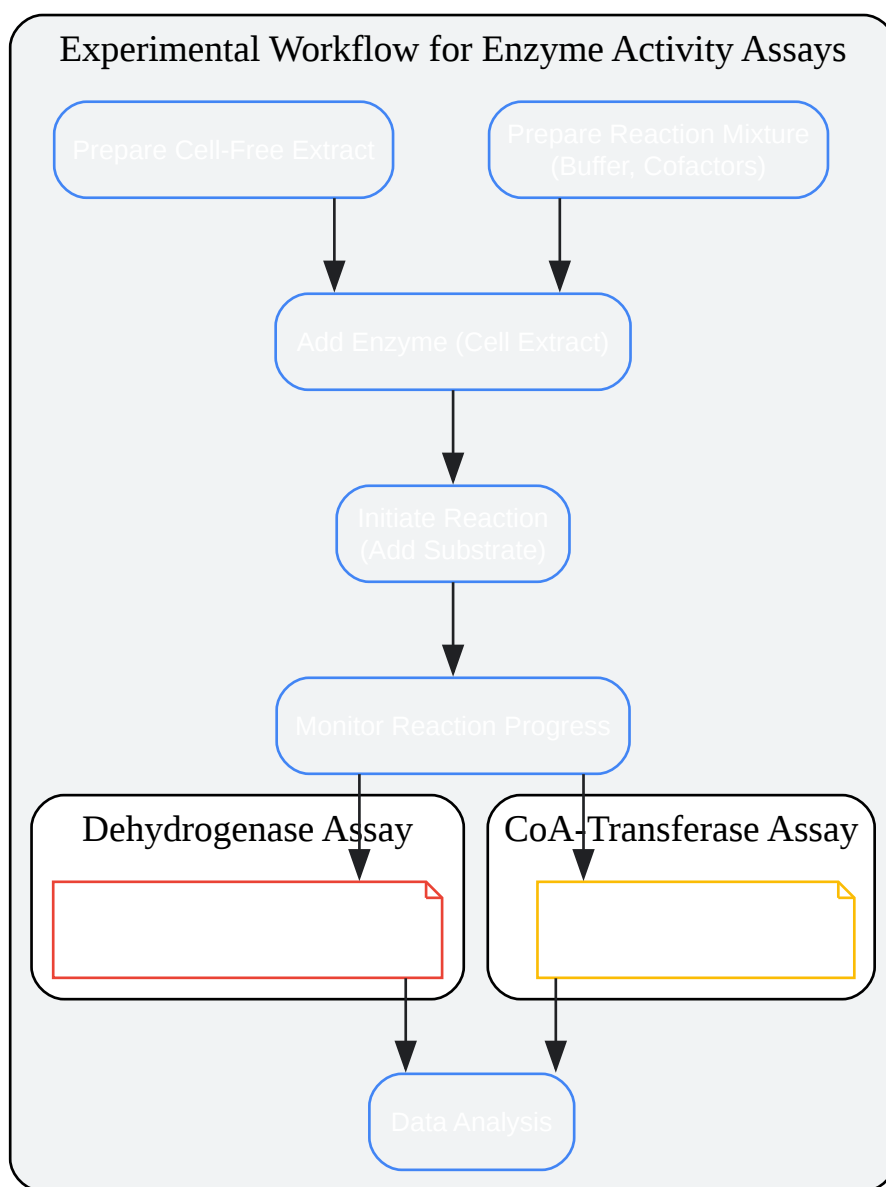 Experimental Workflow for Enzyme Activity Assays
Prepare Cell-Free Extract
Prepare Reaction Mixture
(Buffer, Cofactors)
Add Enzyme (Cell Extract)
Initiate Reaction
(Add Substrate)
Monitor Reaction Progress
Dehydrogenase Assay
CoA-Transferase Assay
Data Analysis